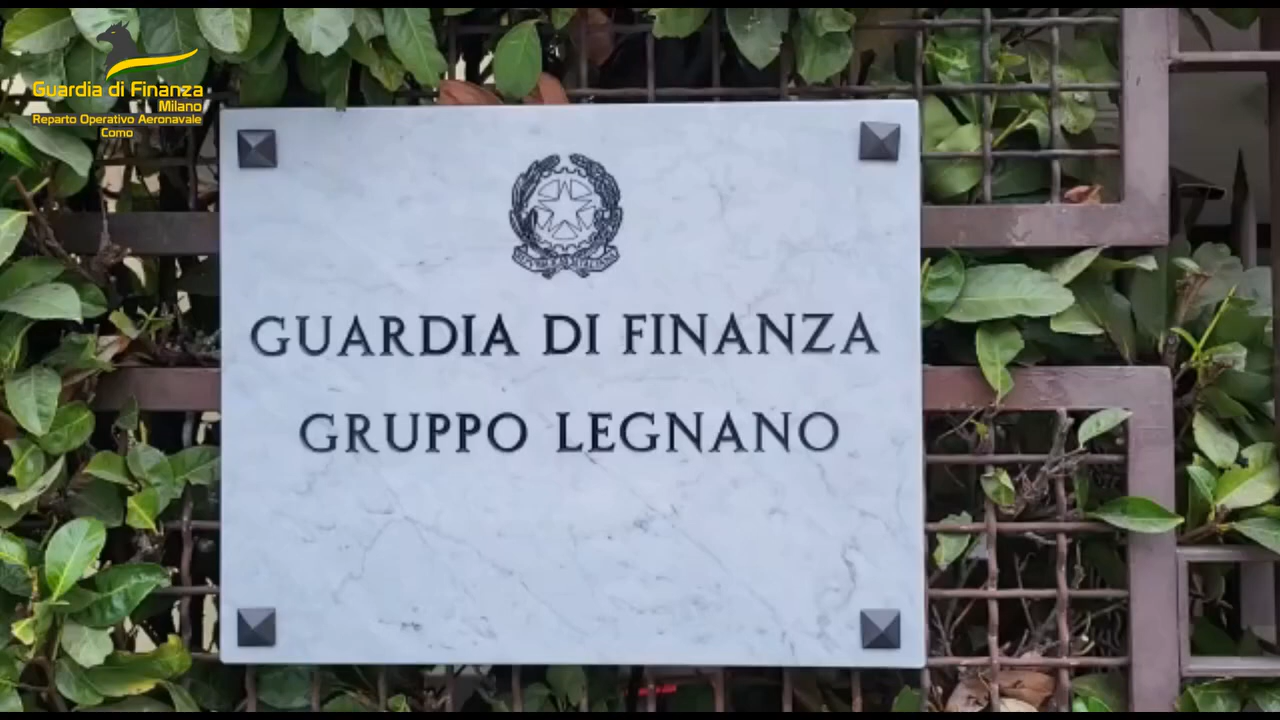 Guardia di Finanza
Milano
Reparto Operativo Aeronavale
Como
GUARDIA DI FINANZA
GRUPPO LEGNANO